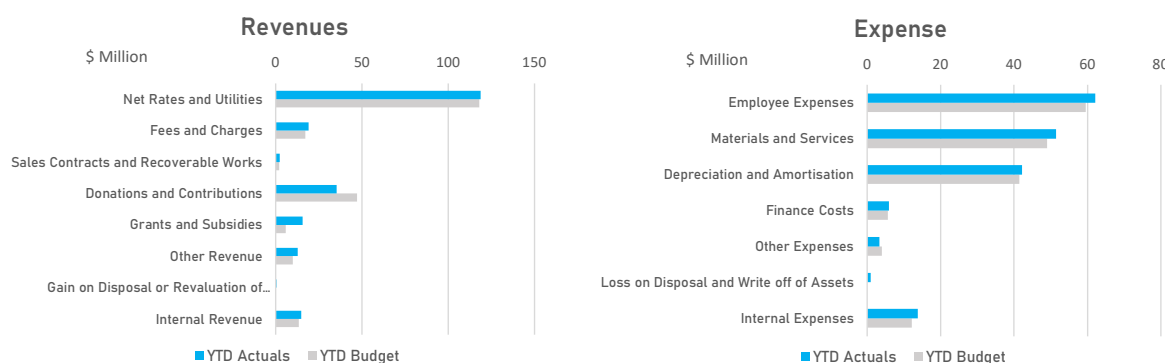 Revenues
$ Million
0 50 100 150
Net Rates and Utilities
Fees and Charges
Sales Contracts and Recoverable Works
Donations and Contributions
Grants and Subsidies
Other Revenue
Gain on Disposal or Revaluation of...
Internal Revenue
YTD Actuals YTD Budget
Expense
$ Million
0 20 40 60 80
Employee Expenses
Materials and Services
Depreciation and Amortisation
Finance Costs
Other Expenses
Loss on Disposal and Write off of Assets
Internal Expenses
YTD Actuals YTD Budget